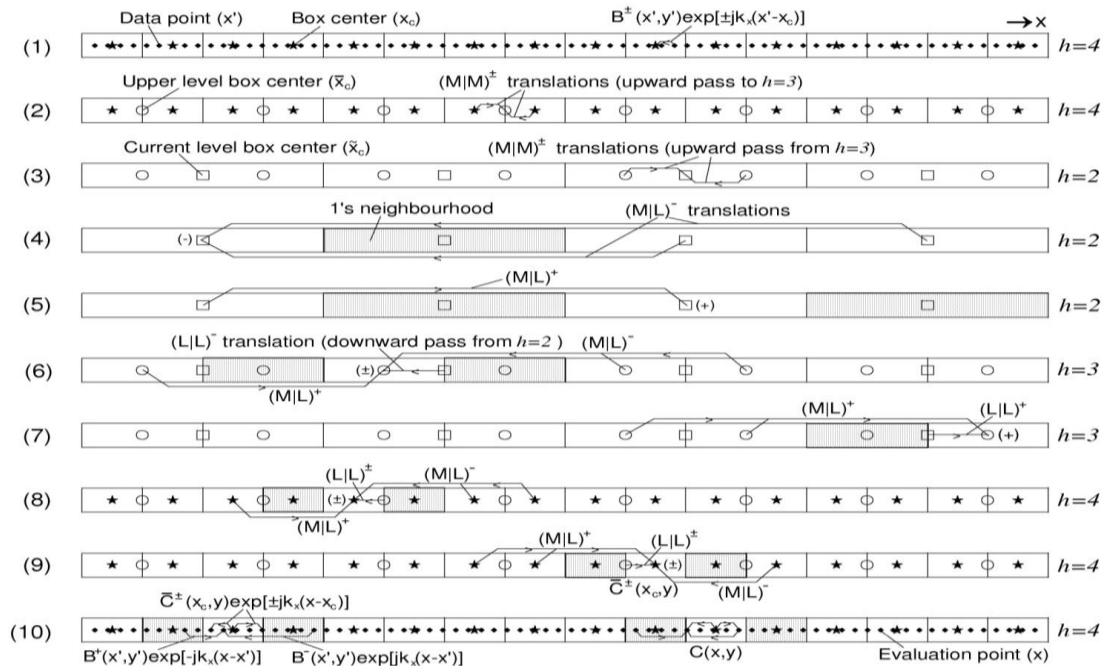 Data point (x') Box center (x_c) B^±(x',y')exp[±jk_x(x'-x_c)] → x
(1) h=4
Upper level box center (x̄_c) (M|M)^± translations (upward pass to h=3)
(2) h=4
Current level box center (x̃_c) (M|M)^± translations (upward pass from h=3)
(3) h=2
1's neighbourhood (M|L)^- translations
(4) (-) h=2
(M|L)^+
(5) (+) h=2
(L|L)^- translation (downward pass from h=2 ) (M|L)^-
(6) (±) h=3
(M|L)^+
(M|L)^+ (L|L)^+
(7) (+) h=3
(L|L)^± (M|L)^-
(8) (±) h=4
(M|L)^+
(M|L)^+ (L|L)^±
(9) (±) h=4
C̄^±(x_c,y) (M|L)^-
C̄^±(x_c,y)exp[±jk_x(x-x_c)]
(10) h=4
B^+(x',y')exp[-jk_x(x-x')] B^-(x',y')exp[jk_x(x-x')] C(x,y) Evaluation point (x)